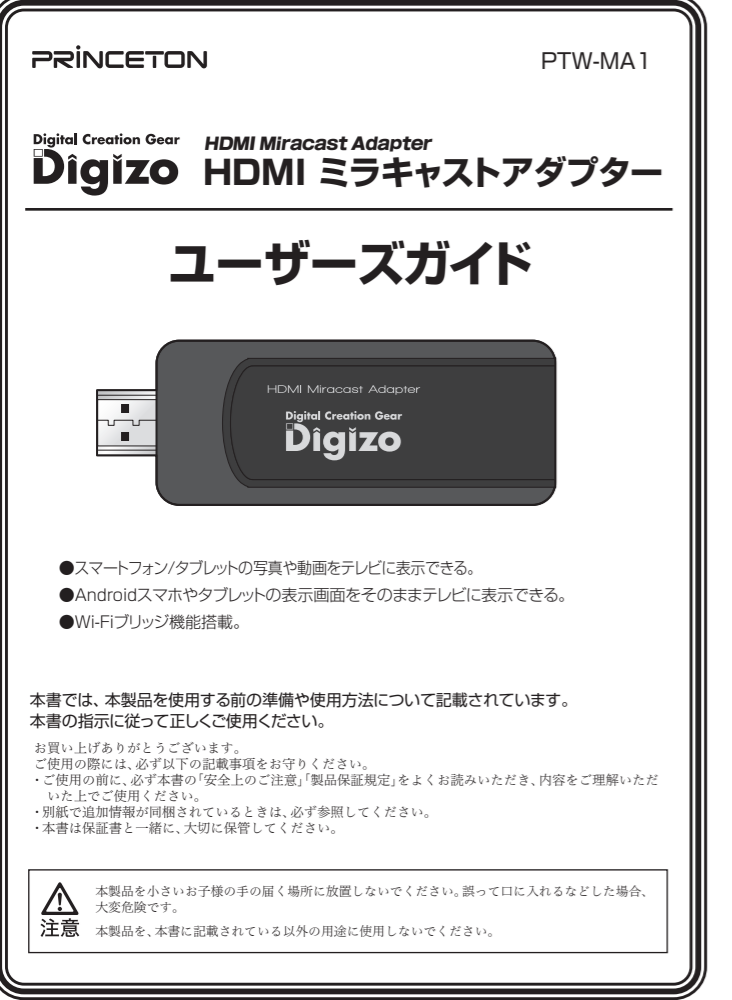 PRINCETON
PTW-MA1
Digital Creation Gear
Digizo
HDMI Miracast Adapter
HDMI ミラキャストアダプター
ユーザーズガイド
HDMI Miracast Adapter
Digital Creation Gear
Digizo
●スマートフォン/タブレットの写真や動画をテレビに表示できる。
●Androidスマホやタブレットの表示画面をそのままテレビに表示できる。
●Wi-Fiブリッジ機能搭載。
本書では、本製品を使用する前の準備や使用方法について記載されています。
本書の指示に従って正しくご使用ください。
お買い上げありがとうございます。
ご使用の際には、必ず以下の記載事項をお守りください。
・ご使用の前に、必ず本書の「安全上のご注意」「製品保証規定」をよくお読みいただき、内容をご理解いただ
いた上でご使用ください。
・別紙で追加情報が同梱されているときは、必ず参照してください。
・本書は保証書と一緒に、大切に保管してください。
注意
本製品を小さいお子様の手の届く場所に放置しないでください。誤って口に入れるなどした場合、
大変危険です。
本製品を、本書に記載されている以外の用途に使用しないでください。